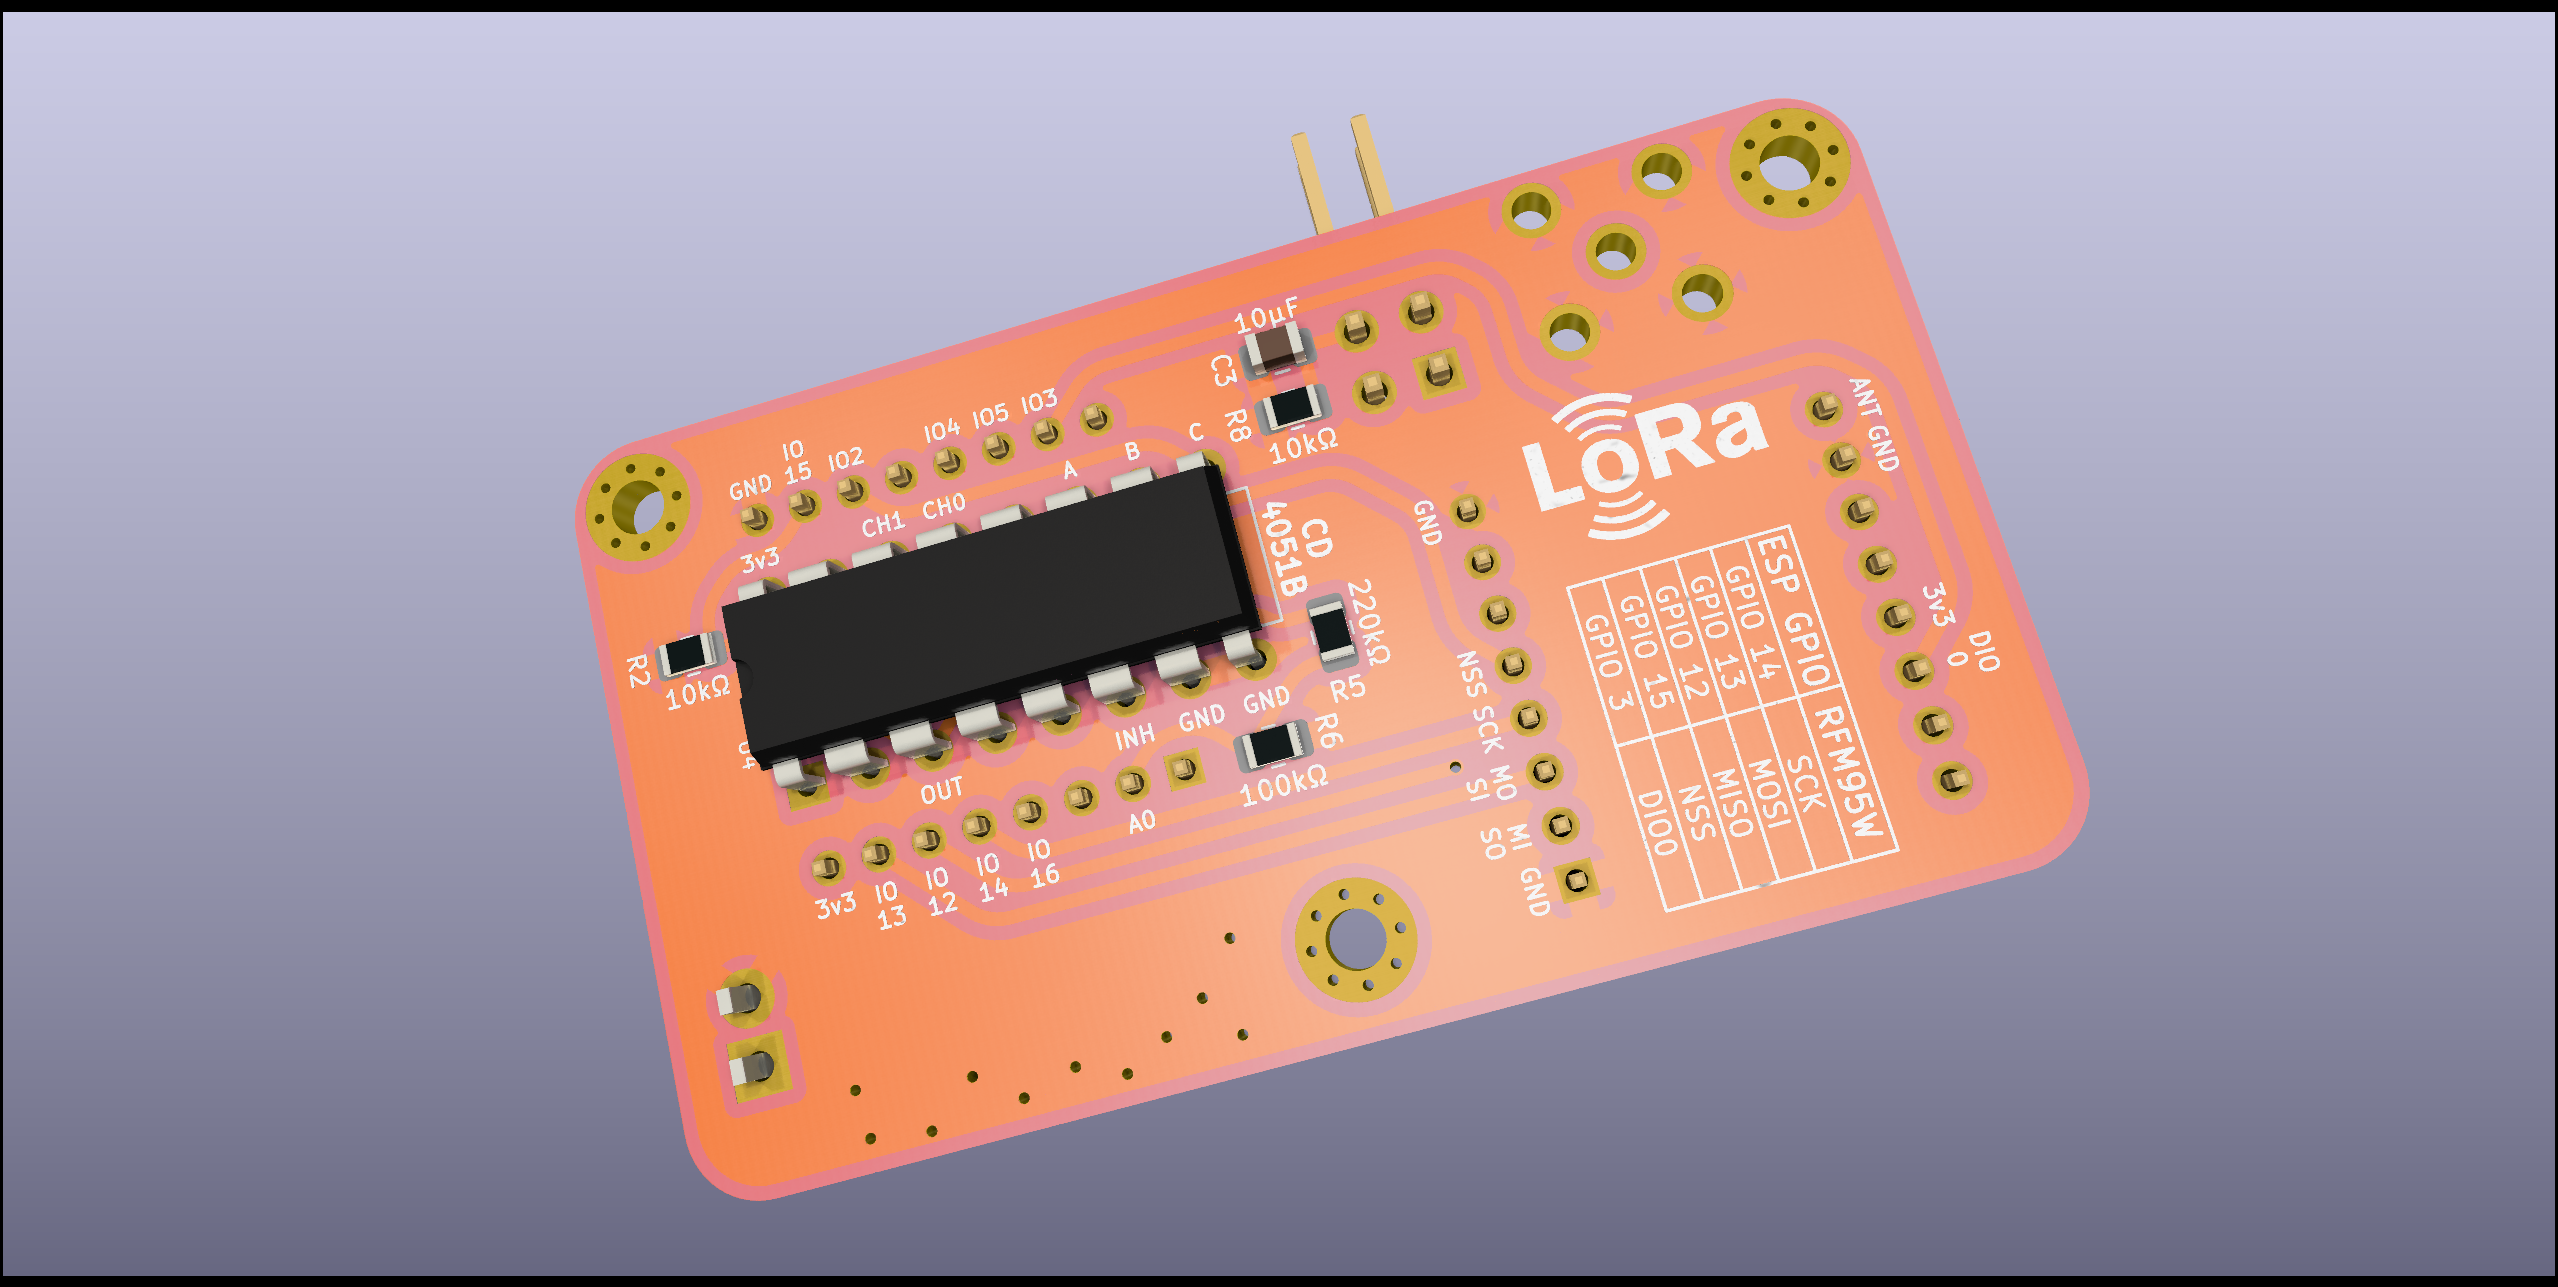 10µF
C3
R8
10kΩ
IO3
IO5
IO4
IO2
IO
15
GND
3v3
CH1
CH0
A
B
C
CD
4051B
220kΩ
R5
R2
10kΩ
INH
GND
GND
R6
100kΩ
OUT
A0
IO
16
IO
14
IO
12
IO
13
3v3
LoRa
ANT
GND
3v3
DIO
0
GND
NSS
SCK
MO
SI
MI
SO
GND
ESP GPIO RFM95W
GPIO 14 SCK
GPIO 13 MOSI
GPIO 12 MISO
GPIO 15 NSS
GPIO 3 DIO0